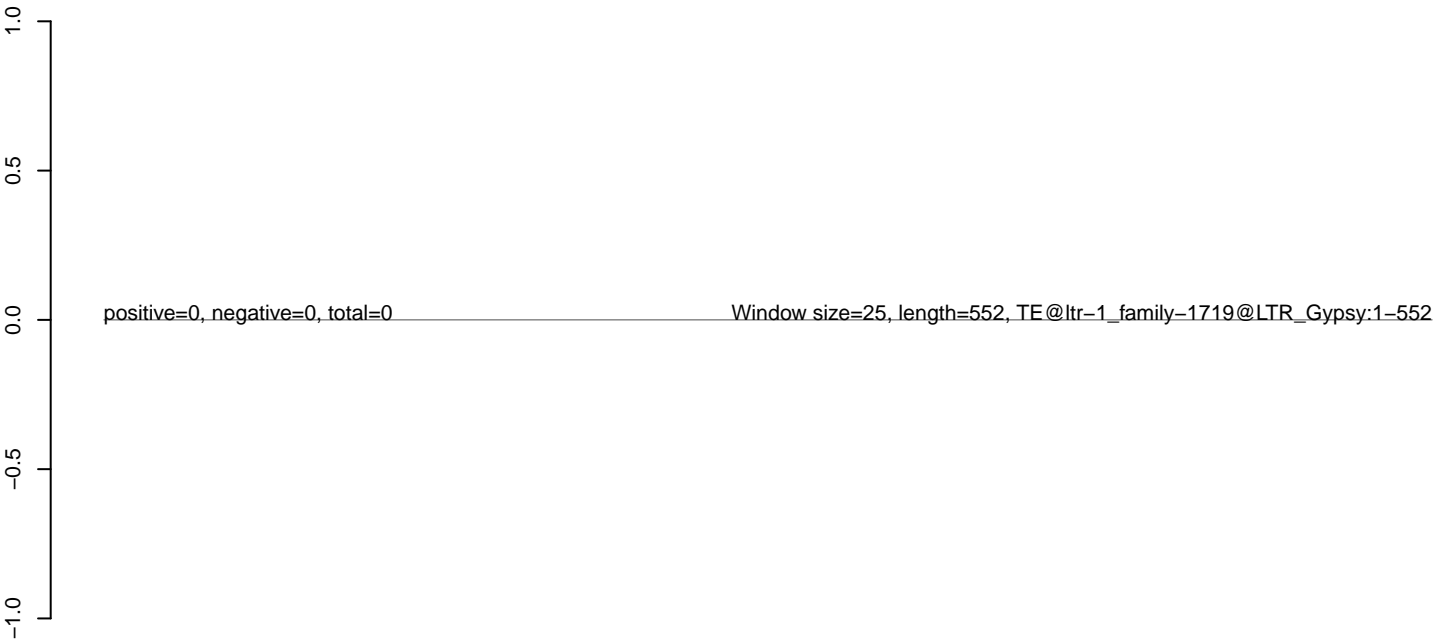 1.0
0.5
positive=0, negative=0, total=0
Window size=25, length=552, TE@ltr−1_family−1719@LTR_Gypsy:1−552
0.0
−0.5
−1.0